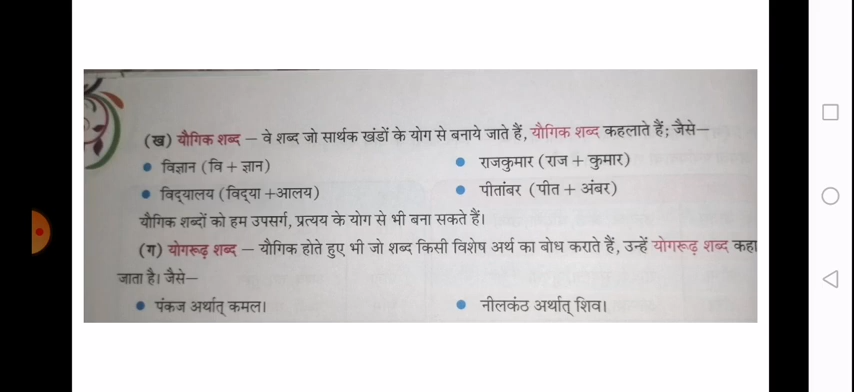 (ख) यौगिक शब्द – वे शब्द जो सार्थक खंडों के योग से बनाये जाते हैं, यौगिक शब्द कहलाते हैं; जैसे–
● विज्ञान (वि + ज्ञान) ● राजकुमार (राज + कुमार)
● विद्‌यालय (विद्‌या +आलय) ● पीतांबर (पीत + अंबर)
यौगिक शब्दों को हम उपसर्ग, प्रत्यय के योग से भी बना सकते हैं।
(ग) योगरूढ़ शब्द – यौगिक होते हुए भी जो शब्द किसी विशेष अर्थ का बोध कराते हैं, उन्हें योगरूढ़ शब्द कहा
जाता है। जैसे–
● पंकज अर्थात् कमल। ● नीलकंठ अर्थात् शिव।